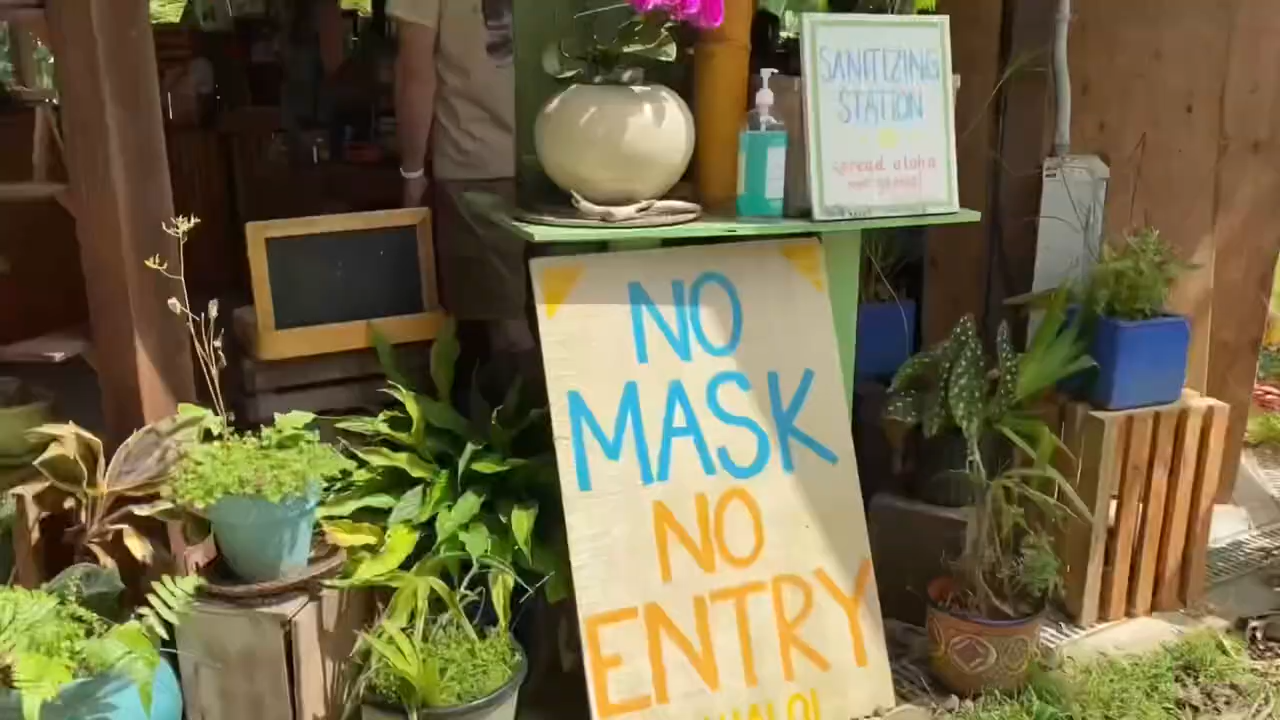 SANITIZING
STATION
spread aloha
NO
MASK
NO
ENTRY